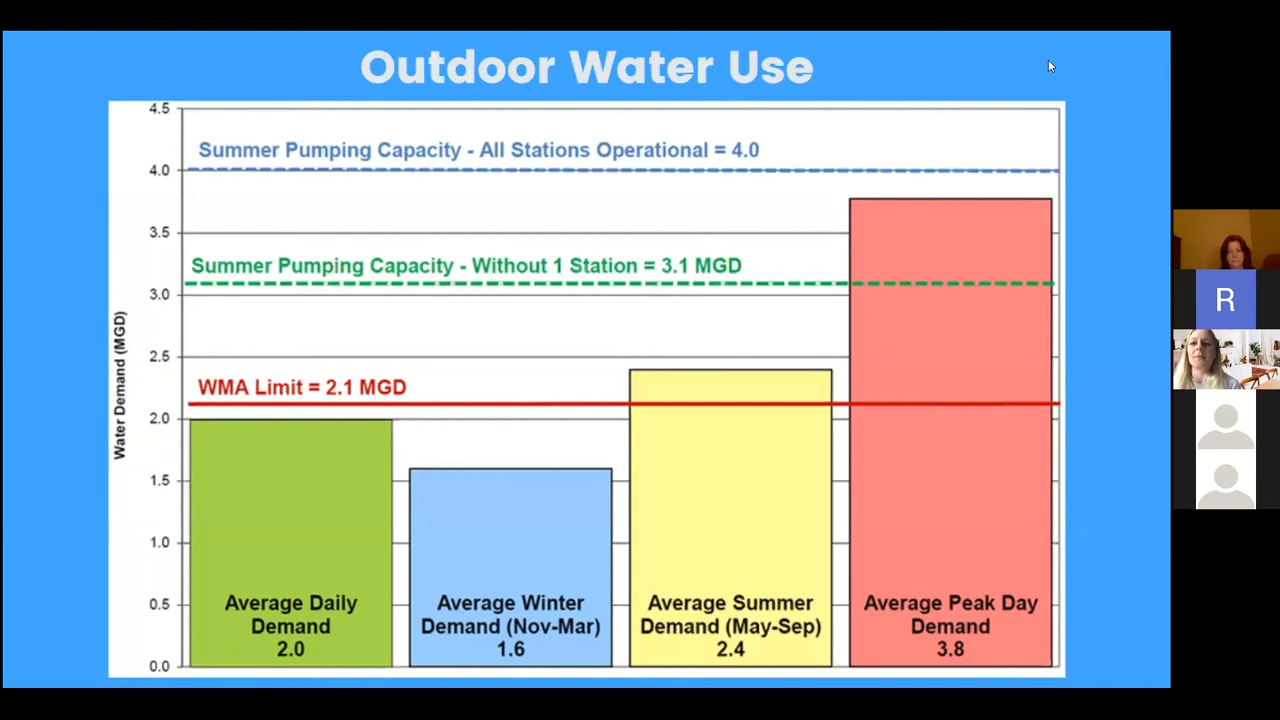 Outdoor Water Use
4.5
Summer Pumping Capacity - All Stations Operational = 4.0
4.0
3.5
Summer Pumping Capacity - Without 1 Station = 3.1 MGD
3.0
2.5
WMA Limit = 2.1 MGD
2.0
1.5
1.0
0.5
0.0
Water Demand (MGD)
Average Daily
Demand
2.0
Average Winter
Demand (Nov-Mar)
1.6
Average Summer
Demand (May-Sep)
2.4
Average Peak Day
Demand
3.8
R